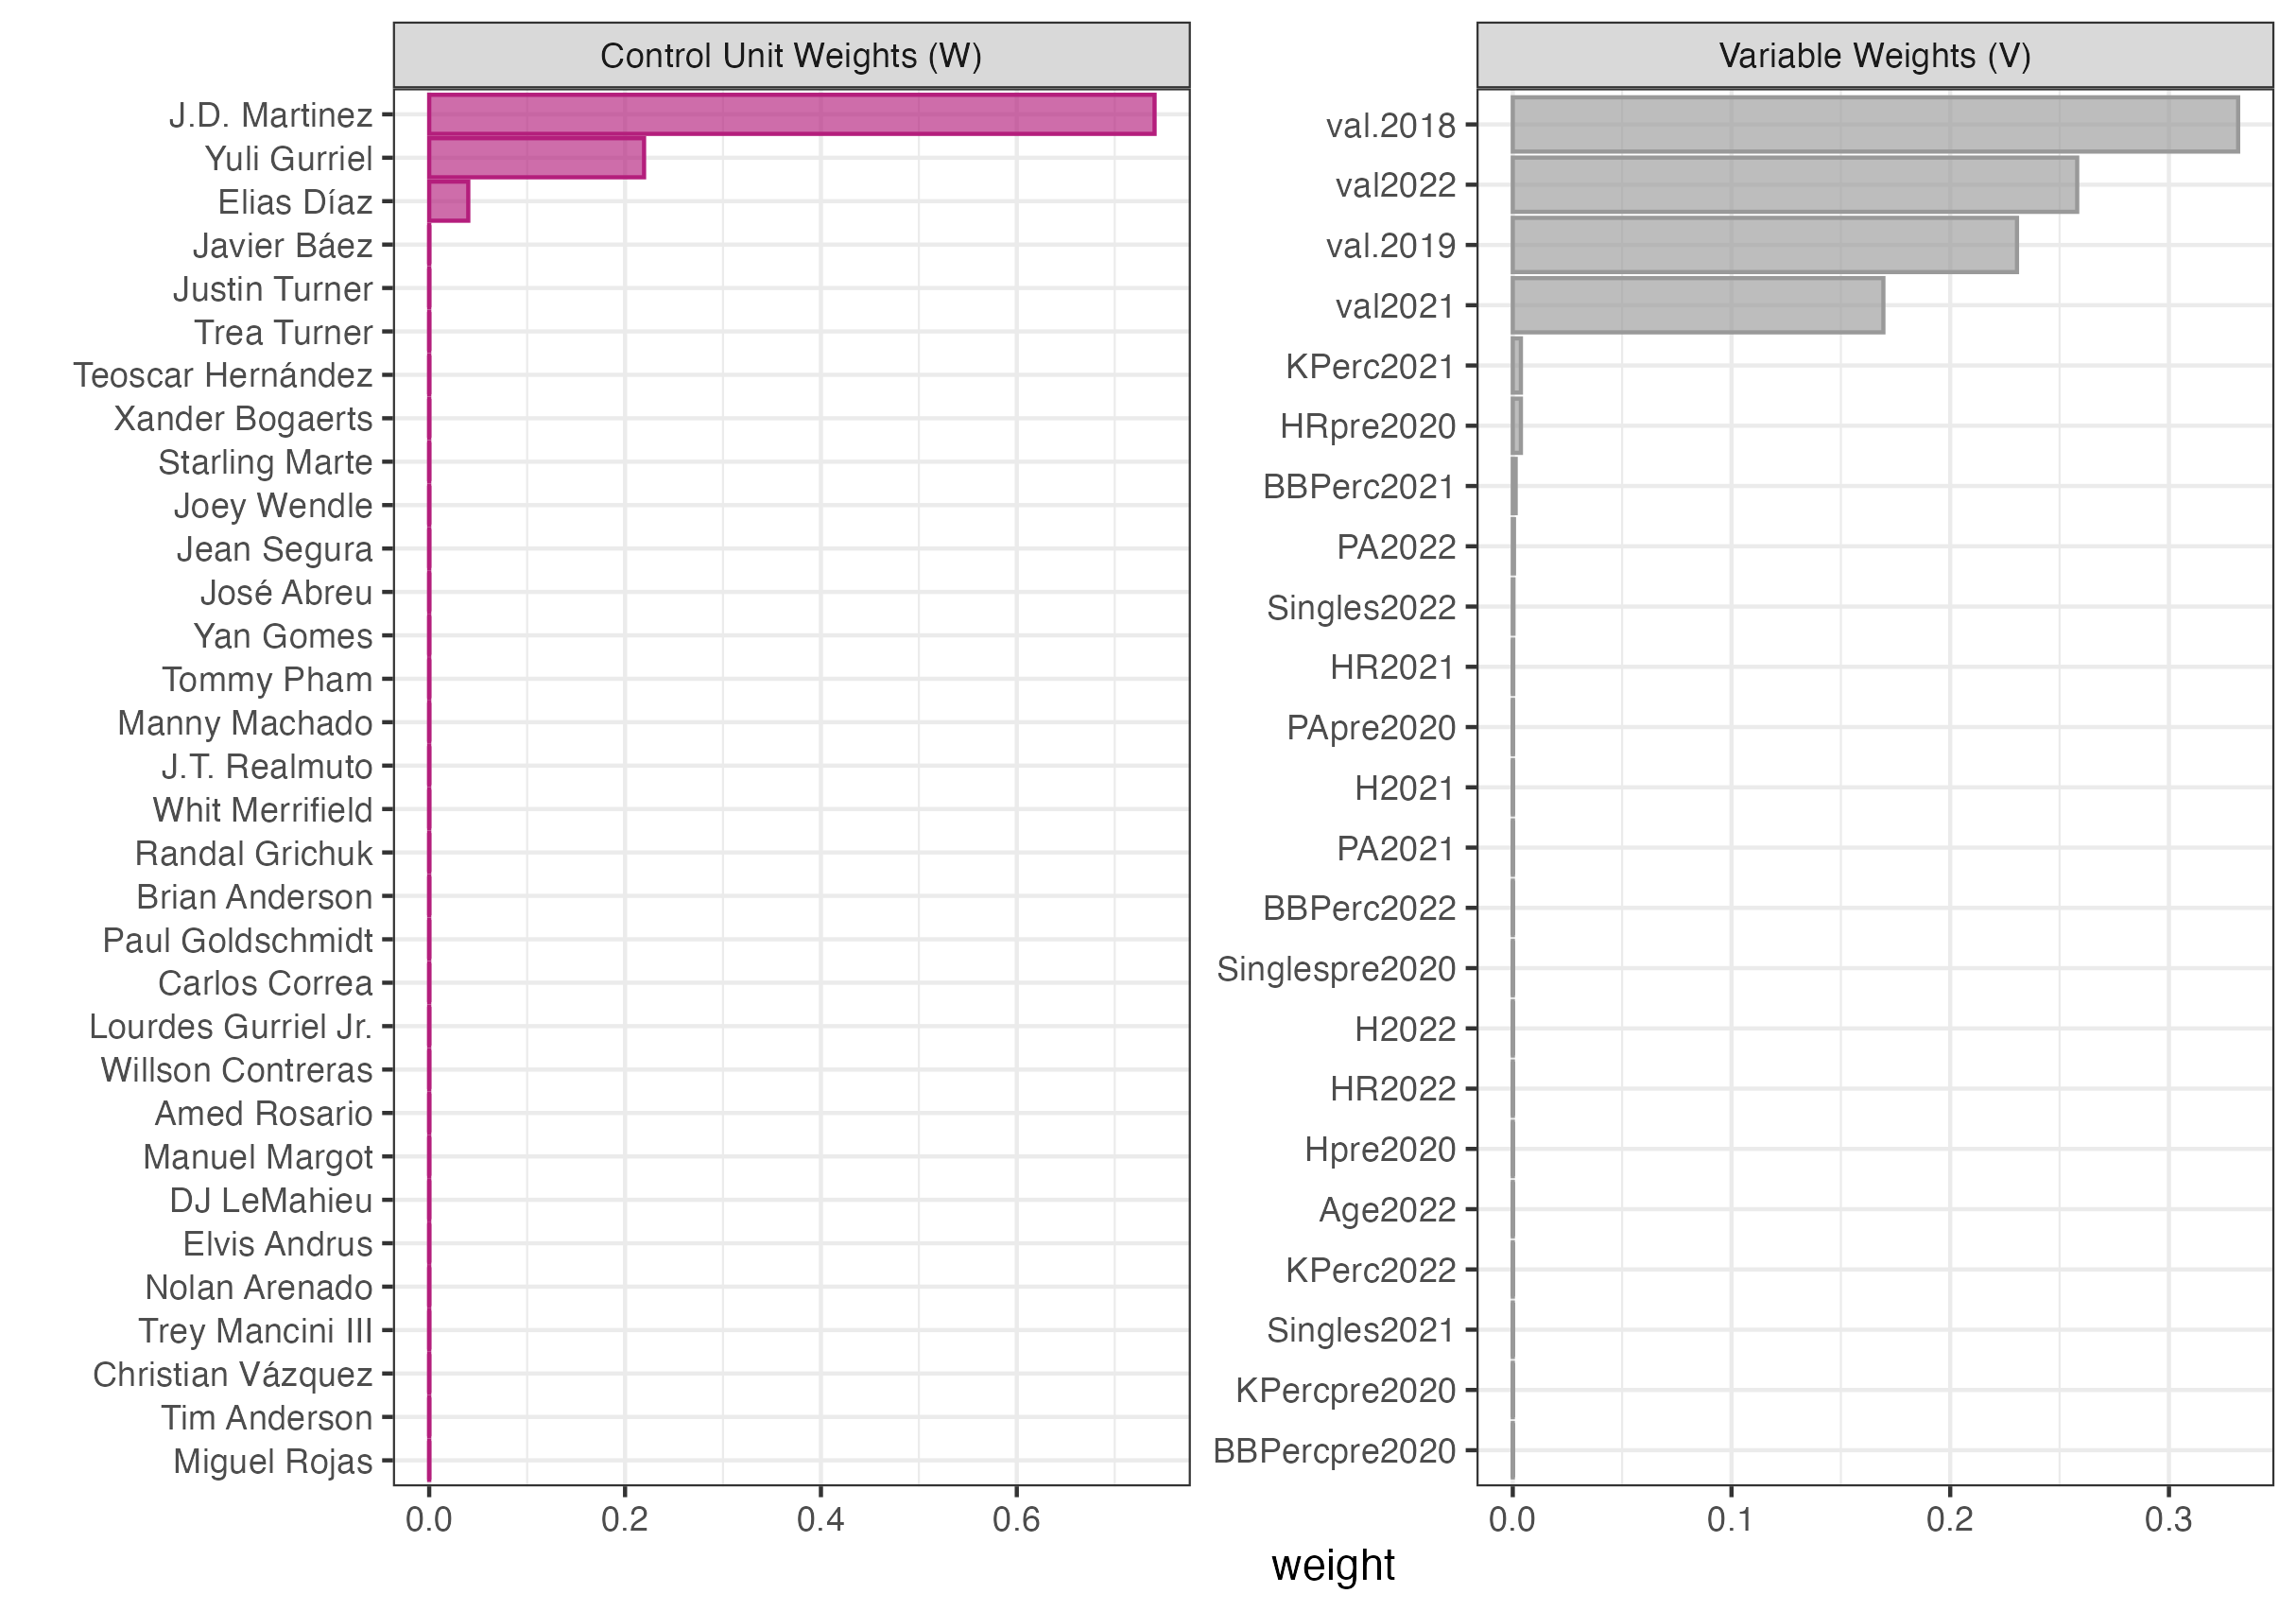 Control Unit Weights (W)
J.D. Martinez
Yuli Gurriel
Elias Díaz
Javier Báez
Justin Turner
Trea Turner
Teoscar Hernández
Xander Bogaerts
Starling Marte
Joey Wendle
Jean Segura
José Abreu
Yan Gomes
Tommy Pham
Manny Machado
J.T. Realmuto
Whit Merrifield
Randal Grichuk
Brian Anderson
Paul Goldschmidt
Carlos Correa
Lourdes Gurriel Jr.
Willson Contreras
Amed Rosario
Manuel Margot
DJ LeMahieu
Elvis Andrus
Nolan Arenado
Trey Mancini III
Christian Vázquez
Tim Anderson
Miguel Rojas
0.0 0.2 0.4 0.6
Variable Weights (V)
val.2018
val2022
val.2019
val2021
KPerc2021
HRpre2020
BBPerc2021
PA2022
Singles2022
HR2021
PApre2020
H2021
PA2021
BBPerc2022
Singlespre2020
H2022
HR2022
Hpre2020
Age2022
KPerc2022
Singles2021
KPercpre2020
BBPercpre2020
0.0 0.1 0.2 0.3
weight